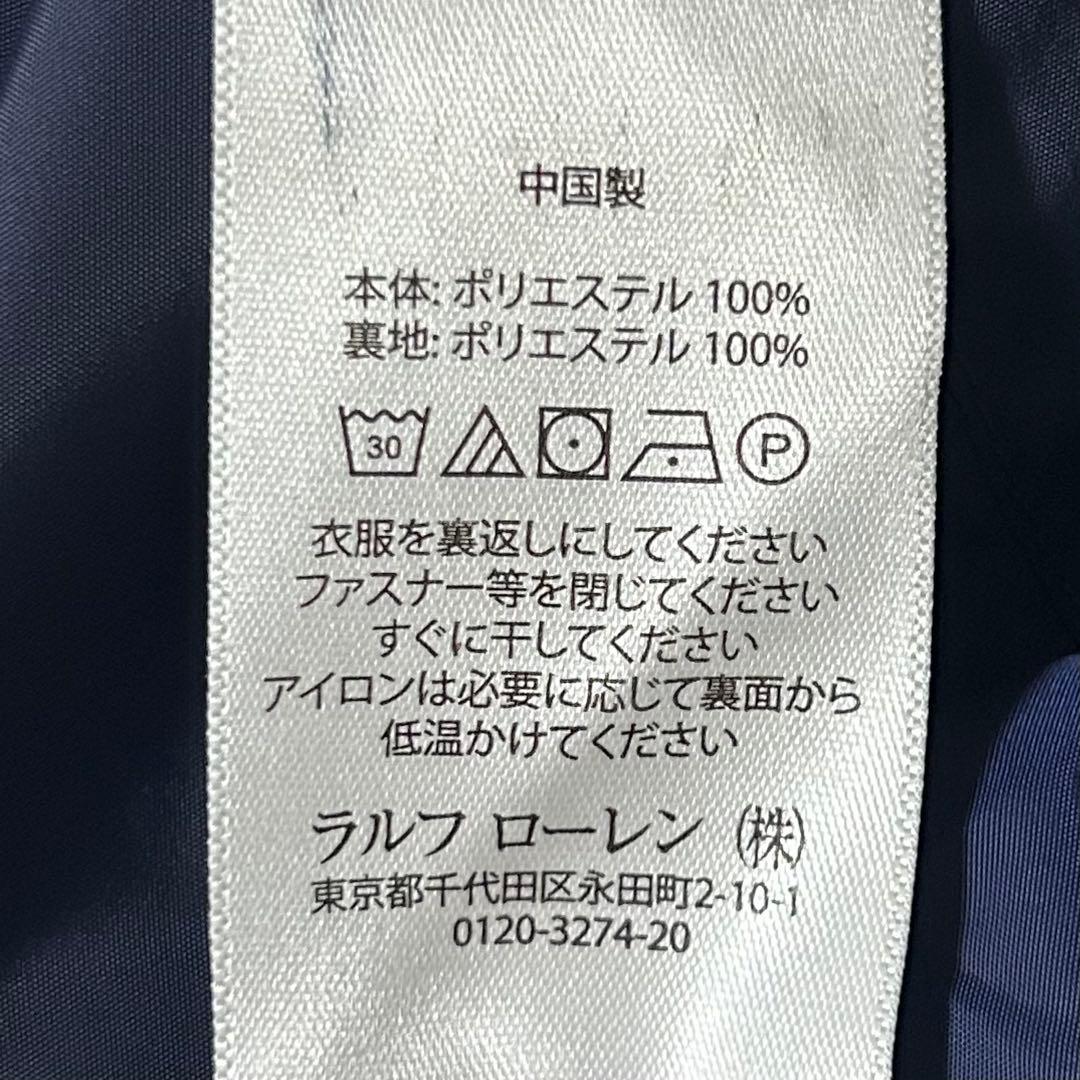 中国製
本体: ポリエステル 100%
裏地: ポリエステル 100%
30 P
衣服を裏返しにしてください
ファスナー等を閉じてください
すぐに干してください
アイロンは必要に応じて裏面から
低温かけてください
ラルフ ローレン (株)
東京都千代田区永田町2-10-1
0120-3274-20